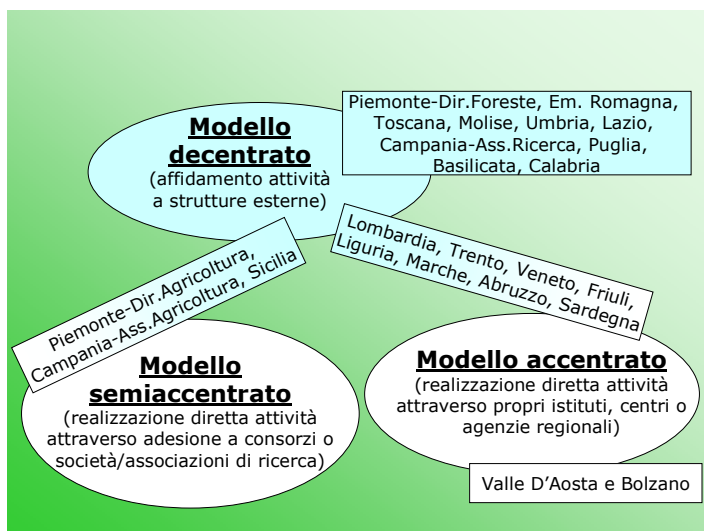 Piemonte-Dir.Foreste, Em. Romagna,
Toscana, Molise, Umbria, Lazio,
Campania-Ass.Ricerca, Puglia,
Basilicata, Calabria
Modello
decentrato
(affidamento attività
a strutture esterne)
Piemonte-Dir.Agricoltura,
Campania-Ass.Agricoltura, Sicilia
Lombardia, Trento, Veneto, Friuli,
Liguria, Marche, Abruzzo, Sardegna
Modello
semiaccentrato
(realizzazione diretta attività
attraverso adesione a consorzi o
società/associazioni di ricerca)
Modello accentrato
(realizzazione diretta attività
attraverso propri istituti, centri o
agenzie regionali)
Valle D'Aosta e Bolzano